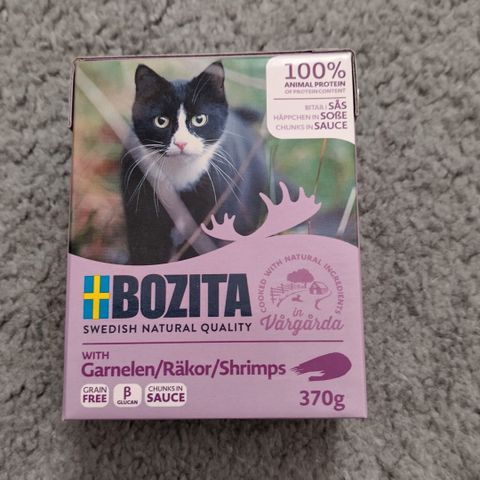 100%
ANIMAL PROTEIN
OF PROTEIN CONTENT
BITAR I SÅS
HÄPPCHEN IN SOßE
CHUNKS IN SAUCE
BOZITA
SWEDISH NATURAL QUALITY
COOKED WITH NATURAL INGREDIENTS
in
Vårgårda
WITH
Garnelen/Räkor/Shrimps
GRAIN
FREE
β
GLUCAN
CHUNKS IN
SAUCE
370g